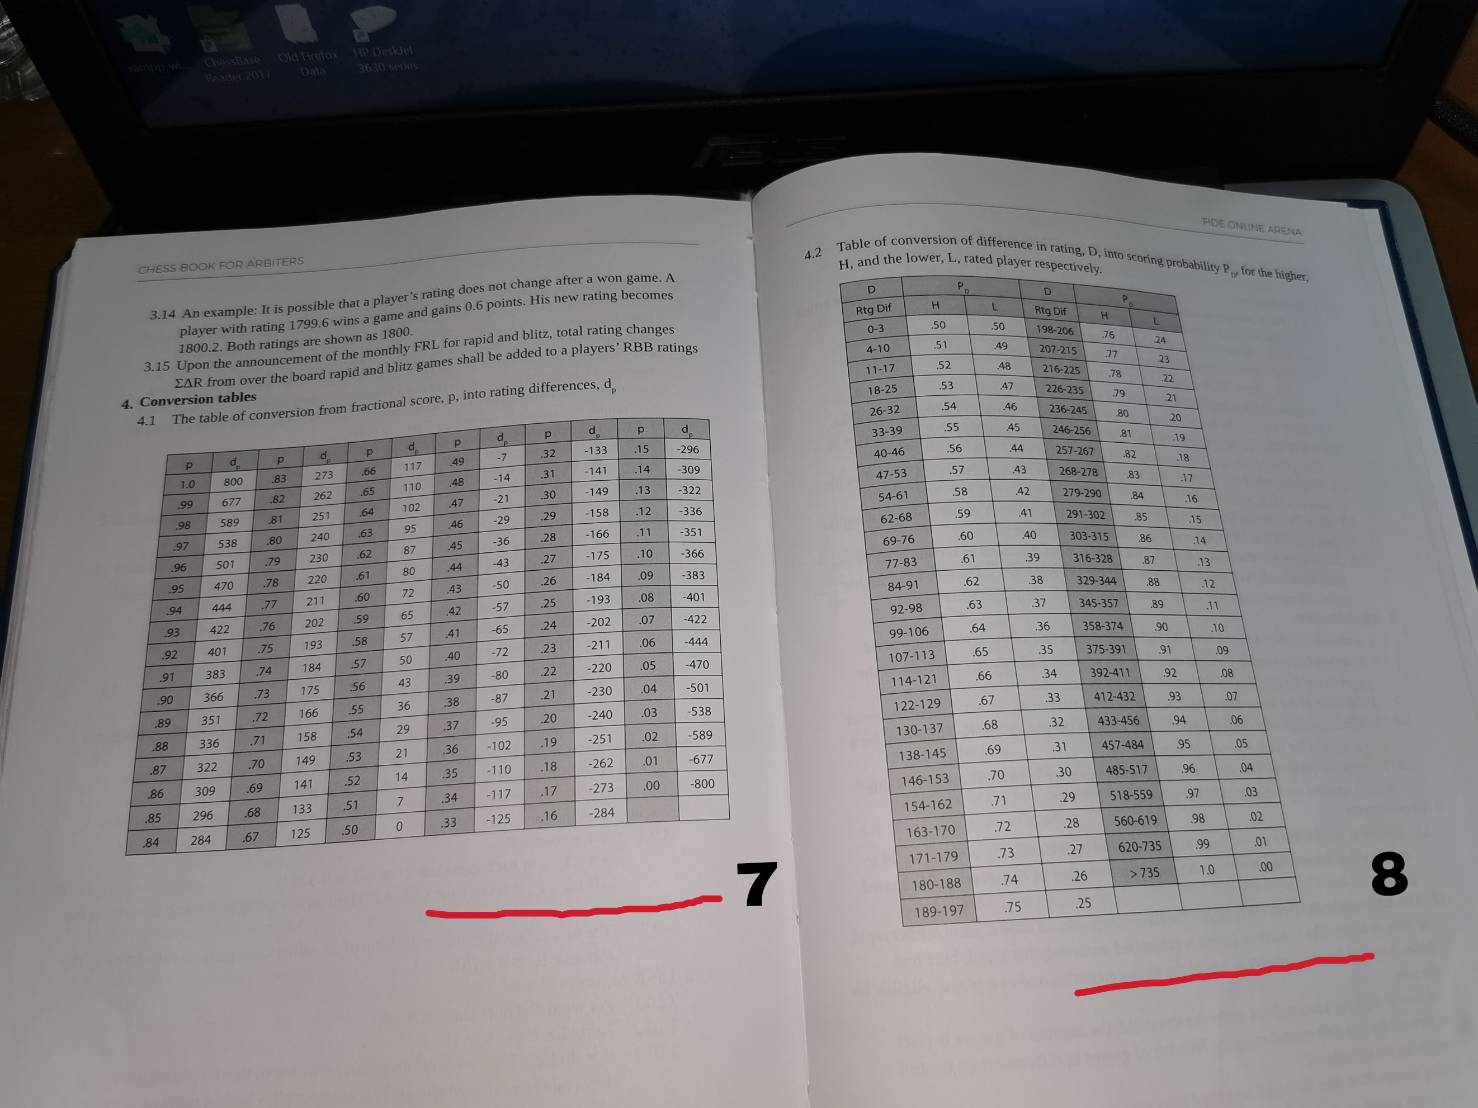 ChessBase
Reader 2017
Old Firefox
Data
HP DeskJet
3630 series
CHESS BOOK FOR ARBITERS
3.14 An example: It is possible that a player's rating does not change after a won game. A
player with rating 1799.6 wins a game and gains 0.6 points. His new rating becomes
1800.2. Both ratings are shown as 1800.
3.15 Upon the announcement of the monthly FRL for rapid and blitz, total rating changes
ΣΔR from over the board rapid and blitz games shall be added to a players' RBB ratings
4. Conversion tables
4.1 The table of conversion from fractional score, p, into rating differences, dp
p dp p dp p dp p dp p dp p dp
1.0 800 .83 273 .66 117 .49 -7 .32 -133 .15 -296
.99 677 .82 262 .65 110 .48 -14 .31 -141 .14 -309
.98 589 .81 251 .64 102 .47 -21 .30 -149 .13 -322
.97 538 .80 240 .63 95 .46 -29 .29 -158 .12 -336
.96 501 .79 230 .62 87 .45 -36 .28 -166 .11 -351
.95 470 .78 220 .61 80 .44 -43 .27 -175 .10 -366
.94 444 .77 211 .60 72 .43 -50 .26 -184 .09 -383
.93 422 .76 202 .59 65 .42 -57 .25 -193 .08 -401
.92 401 .75 193 .58 57 .41 -65 .24 -202 .07 -422
.91 383 .74 184 .57 50 .40 -72 .23 -211 .06 -444
.90 366 .73 175 .56 43 .39 -80 .22 -220 .05 -470
.89 351 .72 166 .55 36 .38 -87 .21 -230 .04 -501
.88 336 .71 158 .54 29 .37 -95 .20 -240 .03 -538
.87 322 .70 149 .53 21 .36 -102 .19 -251 .02 -589
.86 309 .69 141 .52 14 .35 -110 .18 -262 .01 -677
.85 296 .68 133 .51 7 .34 -117 .17 -273 .00 -800
.84 284 .67 125 .50 0 .33 -125 .16 -284
7
FIDE ONLINE ARENA
4.2 Table of conversion of difference in rating, D, into scoring probability PD, for the higher,
H, and the lower, L, rated player respectively.
D PD D PD
Rtg Dif H L Rtg Dif H L
0-3 .50 .50 198-206 .76 .24
4-10 .51 .49 207-215 .77 .23
11-17 .52 .48 216-225 .78 .22
18-25 .53 .47 226-235 .79 .21
26-32 .54 .46 236-245 .80 .20
33-39 .55 .45 246-256 .81 .19
40-46 .56 .44 257-267 .82 .18
47-53 .57 .43 268-278 .83 .17
54-61 .58 .42 279-290 .84 .16
62-68 .59 .41 291-302 .85 .15
69-76 .60 .40 303-315 .86 .14
77-83 .61 .39 316-328 .87 .13
84-91 .62 .38 329-344 .88 .12
92-98 .63 .37 345-357 .89 .11
99-106 .64 .36 358-374 .90 .10
107-113 .65 .35 375-391 .91 .09
114-121 .66 .34 392-411 .92 .08
122-129 .67 .33 412-432 .93 .07
130-137 .68 .32 433-456 .94 .06
138-145 .69 .31 457-484 .95 .05
146-153 .70 .30 485-517 .96 .04
154-162 .71 .29 518-559 .97 .03
163-170 .72 .28 560-619 .98 .02
171-179 .73 .27 620-735 .99 .01
180-188 .74 .26 > 735 1.0 .00
189-197 .75 .25
8